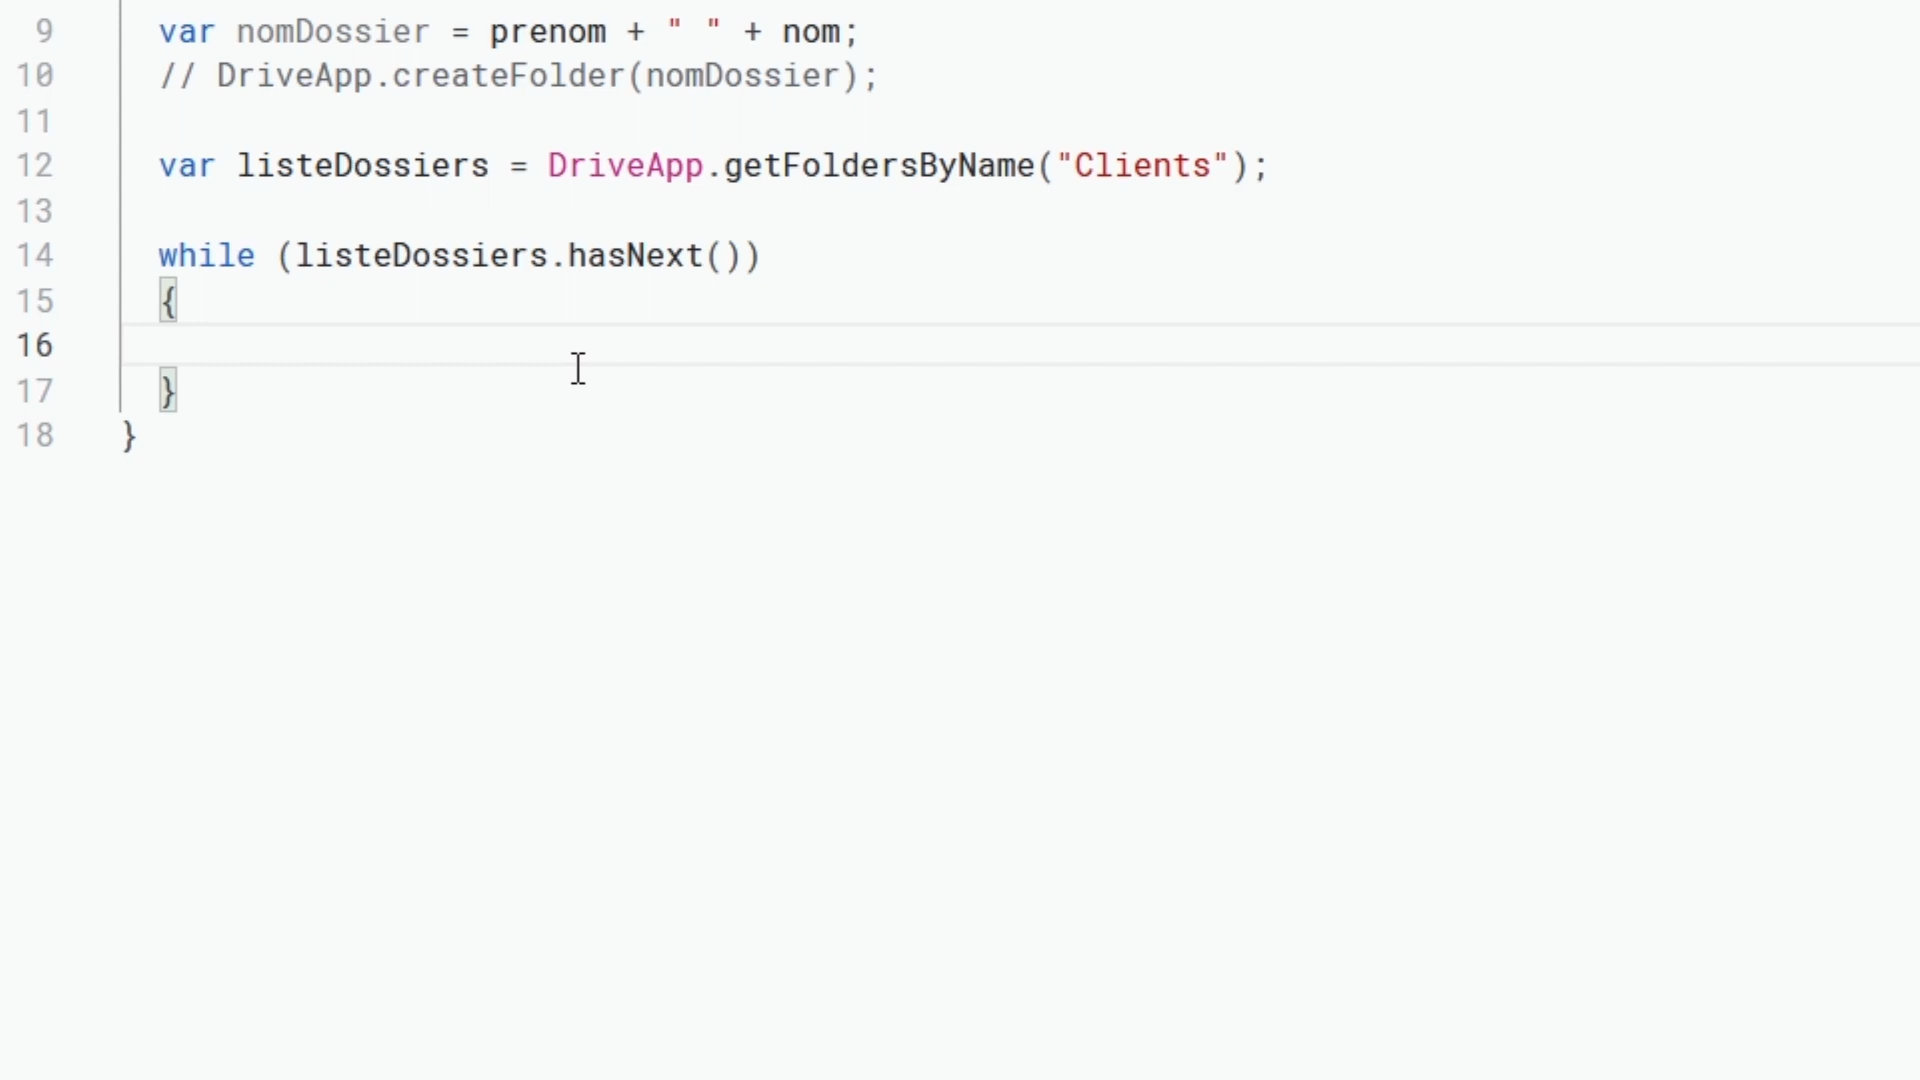 9 var nomDossier = prenom + " " + nom;
10 // DriveApp.createFolder(nomDossier);
11
12 var listeDossiers = DriveApp.getFoldersByName("Clients");
13
14 while (listeDossiers.hasNext())
15 {
16
17 }
18 }